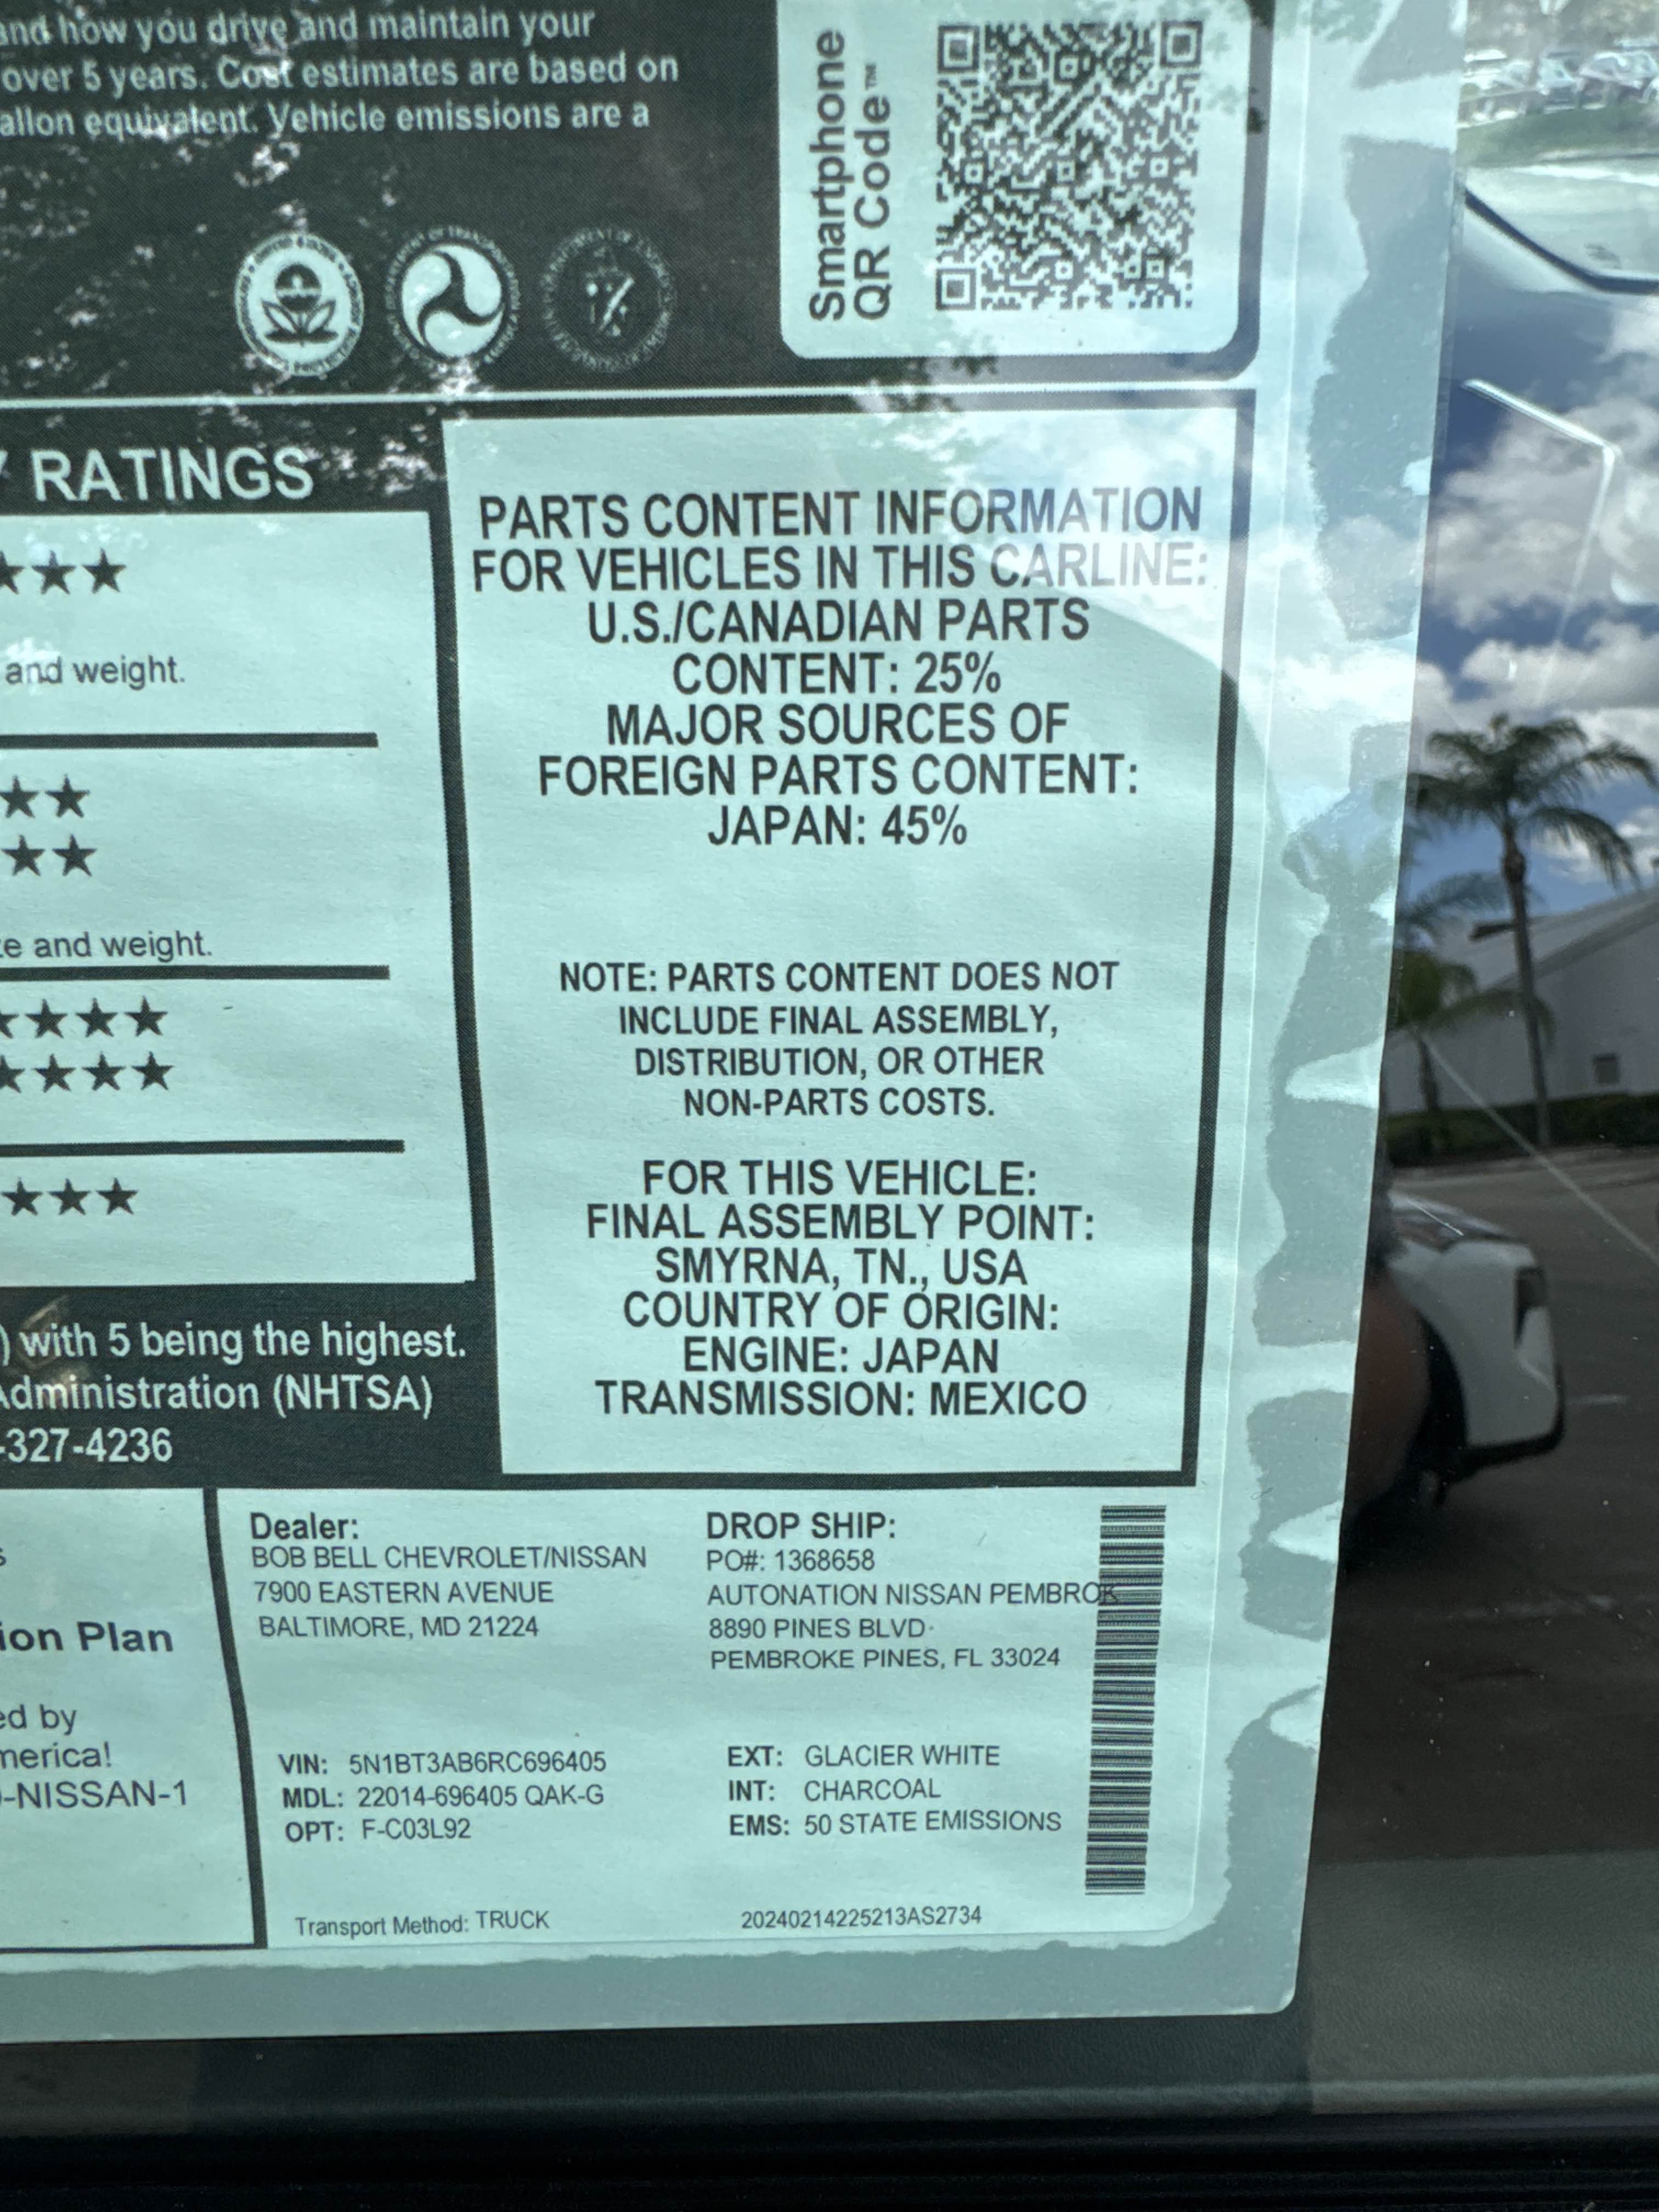 and how you drive and maintain your
over 5 years. Cost estimates are based on
allon equivalent. Vehicle emissions are a
Smartphone
QR Code™
RATINGS
★★★
and weight.
★★
★★
e and weight.
★★★★
★★★★
★★★
) with 5 being the highest.
Administration (NHTSA)
-327-4236
PARTS CONTENT INFORMATION
FOR VEHICLES IN THIS CARLINE:
U.S./CANADIAN PARTS
CONTENT: 25%
MAJOR SOURCES OF
FOREIGN PARTS CONTENT:
JAPAN: 45%
NOTE: PARTS CONTENT DOES NOT
INCLUDE FINAL ASSEMBLY,
DISTRIBUTION, OR OTHER
NON-PARTS COSTS.
FOR THIS VEHICLE:
FINAL ASSEMBLY POINT:
SMYRNA, TN., USA
COUNTRY OF ORIGIN:
ENGINE: JAPAN
TRANSMISSION: MEXICO
s
ion Plan
ed by
merica!
-NISSAN-1
Dealer:
BOB BELL CHEVROLET/NISSAN
7900 EASTERN AVENUE
BALTIMORE, MD 21224
DROP SHIP:
PO#: 1368658
AUTONATION NISSAN PEMBROK
8890 PINES BLVD
PEMBROKE PINES, FL 33024
VIN: 5N1BT3AB6RC696405
MDL: 22014-696405 QAK-G
OPT: F-C03L92
EXT: GLACIER WHITE
INT: CHARCOAL
EMS: 50 STATE EMISSIONS
Transport Method: TRUCK
20240214225213AS2734